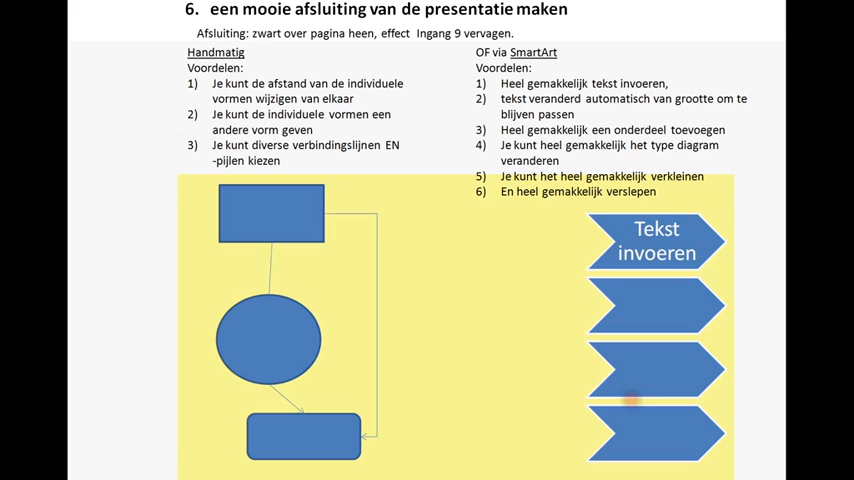 6. een mooie afsluiting van de presentatie maken
Afsluiting: zwart over pagina heen, effect Ingang 9 vervagen.
Handmatig
Voordelen:
1) Je kunt de afstand van de individuele
vormen wijzigen van elkaar
2) Je kunt de individuele vormen een
andere vorm geven
3) Je kunt diverse verbindingslijnen EN
-pijlen kiezen
OF via SmartArt
Voordelen:
1) Heel gemakkelijk tekst invoeren,
2) tekst veranderd automatisch van grootte om te
blijven passen
3) Heel gemakkelijk een onderdeel toevoegen
4) Je kunt heel gemakkelijk het type diagram
veranderen
5) Je kunt het heel gemakkelijk verkleinen
6) En heel gemakkelijk verslepen
Tekst
invoeren